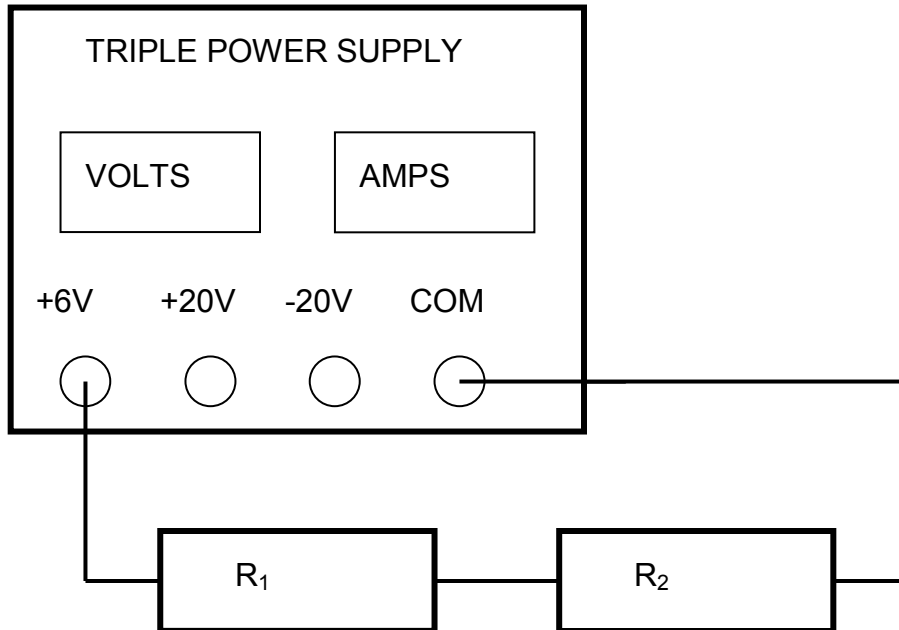 TRIPLE POWER SUPPLY
VOLTS AMPS
+6V +20V -20V COM
R₁ R₂